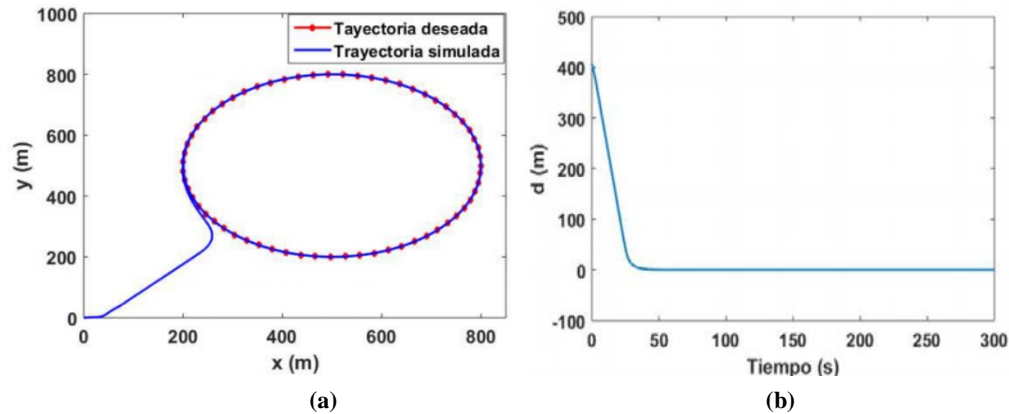 1000
800
600
400
200
0
y (m)
Tayectoria deseada
Trayectoria simulada
0 200 400 600 800
x (m)
(a)
500
400
300
200
100
0
-100
d (m)
0 50 100 150 200 250 300
Tiempo (s)
(b)